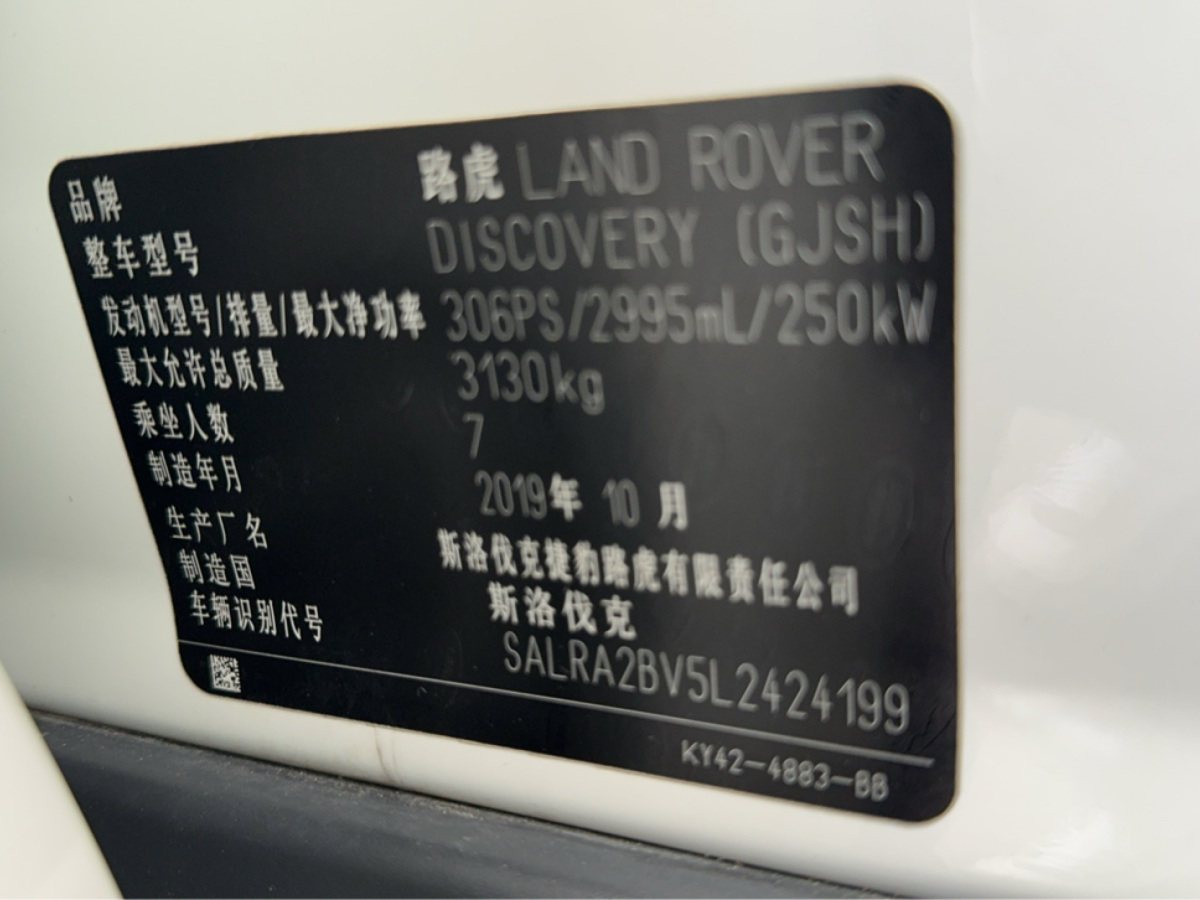 品牌 路虎 LAND ROVER
整车型号 DISCOVERY (GJSH)
发动机型号/排量/最大净功率 306PS/2995mL/250kW
最大允许总质量 3130kg
乘坐人数 7
制造年月 2019年 10 月
生产厂名 斯洛伐克捷豹路虎有限责任公司
制造国 斯洛伐克
车辆识别代号 SALRA2BV5L2424199
KY42-4883-BB